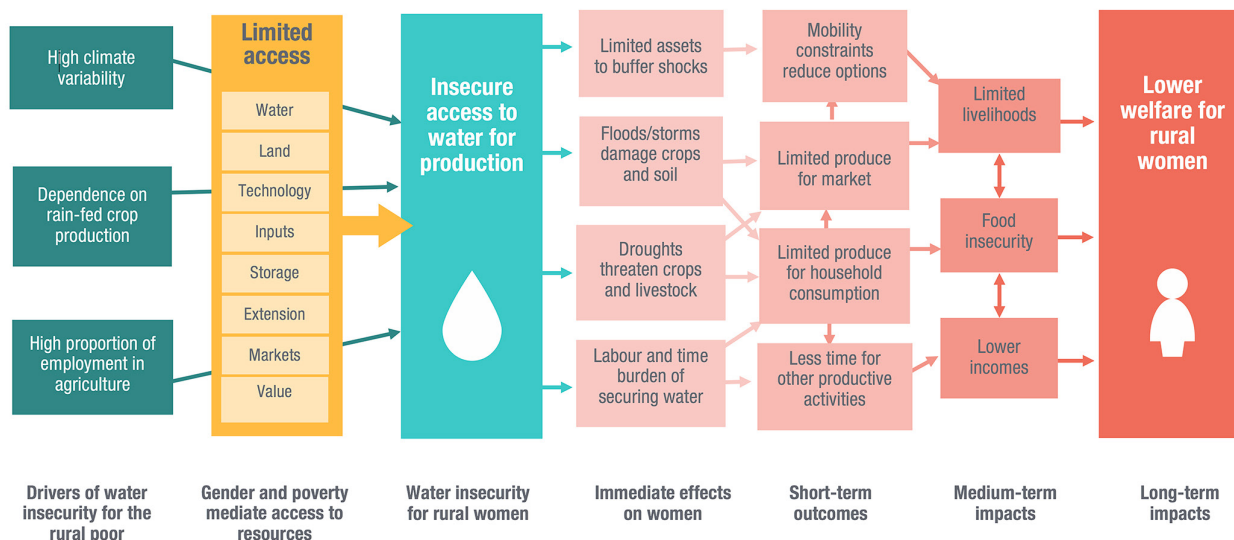 High climate
variability
Dependence on
rain-fed crop
production
High proportion of
employment in
agriculture
Limited
access
Water
Land
Technology
Inputs
Storage
Extension
Markets
Value
Insecure
access to
water for
production
Limited assets
to buffer shocks
Floods/storms
damage crops
and soil
Droughts
threaten crops
and livestock
Labour and time
burden of
securing water
Mobility
constraints
reduce options
Limited produce
for market
Limited produce
for household
consumption
Less time for
other productive
activities
Limited
livelihoods
Food
insecurity
Lower
incomes
Lower
welfare for
rural
women
Drivers of water
insecurity for the
rural poor
Gender and poverty
mediate access to
resources
Water insecurity
for rural women
Immediate effects
on women
Short-term
outcomes
Medium-term
impacts
Long-term
impacts